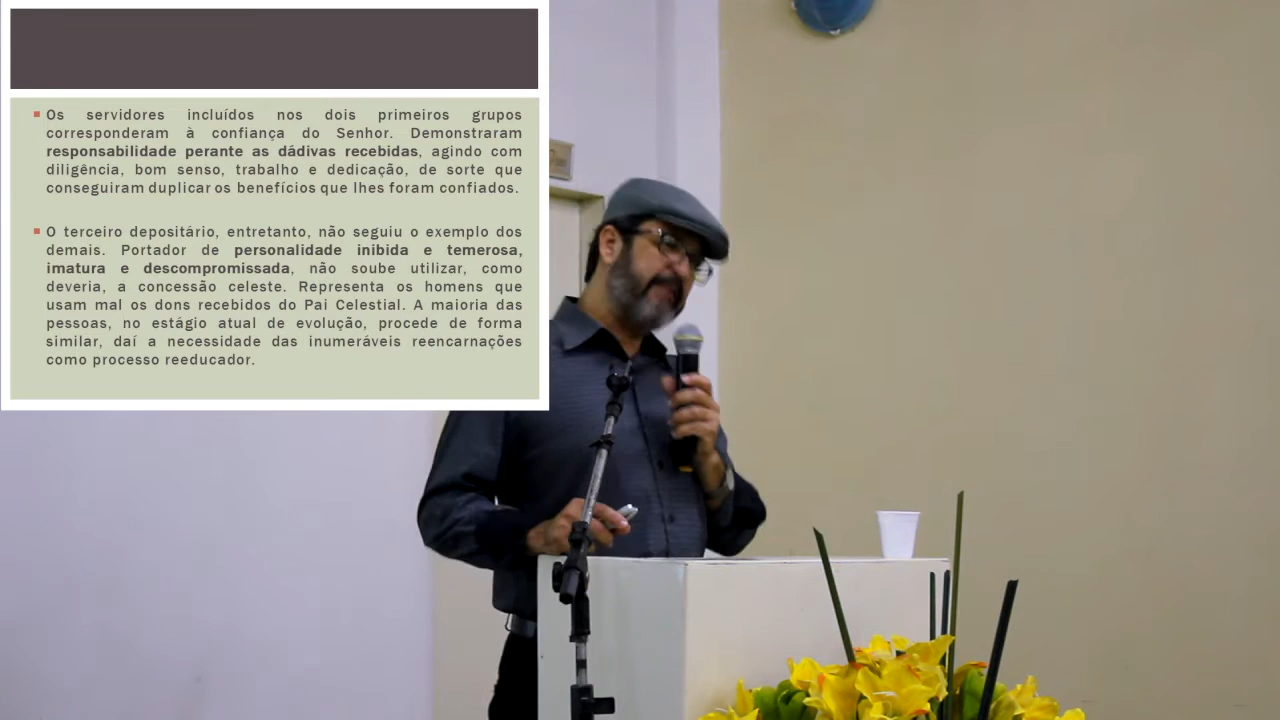 Os servidores incluídos nos dois primeiros grupos
corresponderam à confiança do Senhor. Demonstraram
responsabilidade perante as dádivas recebidas, agindo com
diligência, bom senso, trabalho e dedicação, de sorte que
conseguiram duplicar os benefícios que lhes foram confiados.
O terceiro depositário, entretanto, não seguiu o exemplo dos
demais. Portador de personalidade inibida e temerosa,
imatura e descompromissada, não soube utilizar, como
deveria, a concessão celeste. Representa os homens que
usam mal os dons recebidos do Pai Celestial. A maioria das
pessoas, no estágio atual de evolução, procede de forma
similar, daí a necessidade das inumeráveis reencarnações
como processo reeducador.